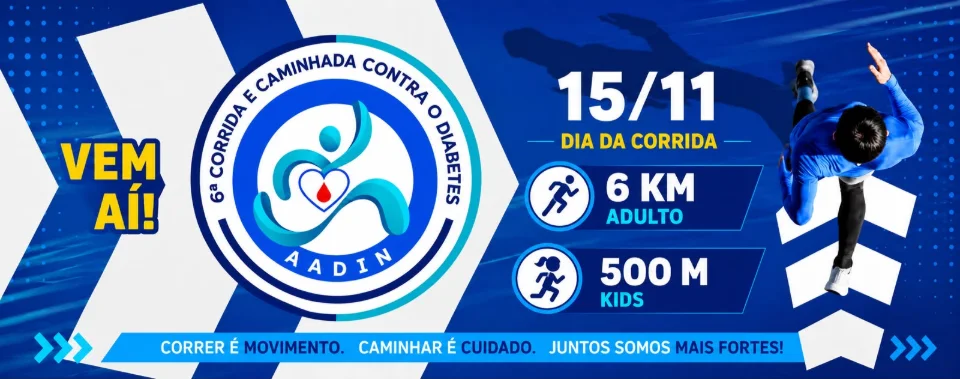 VEM
AÍ!
6ª CORRIDA E CAMINHADA CONTRA O DIABETES
AADIN
15/11
DIA DA CORRIDA
6 KM
ADULTO
500 M
KIDS
CORRER É MOVIMENTO. CAMINHAR É CUIDADO. JUNTOS SOMOS MAIS FORTES!